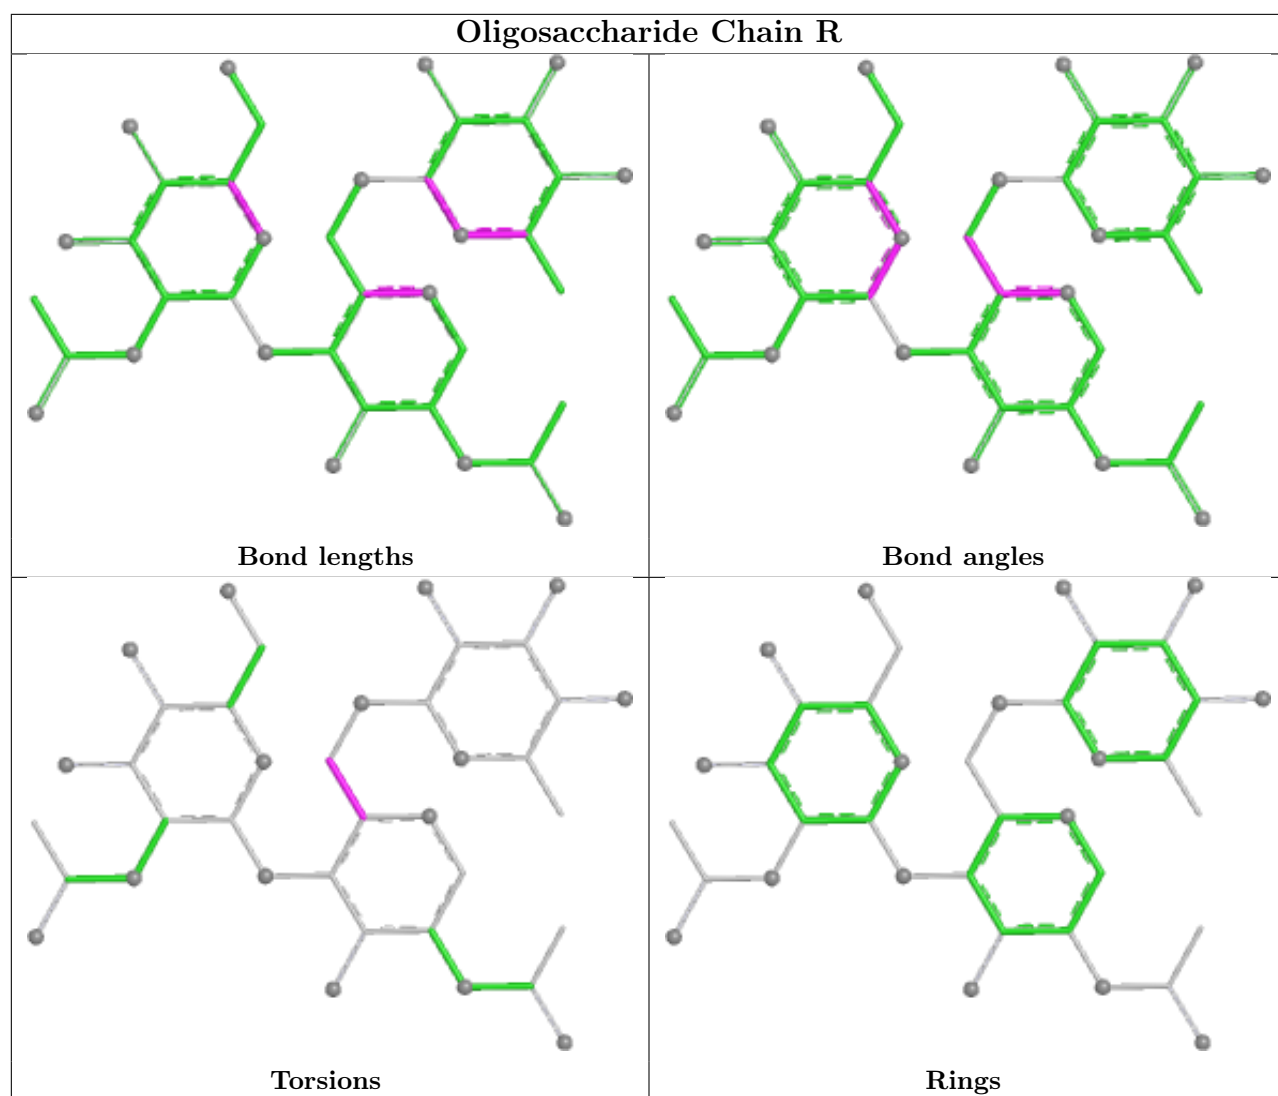 Oligosaccharide Chain R
Bond lengths
Bond angles
Torsions
Rings